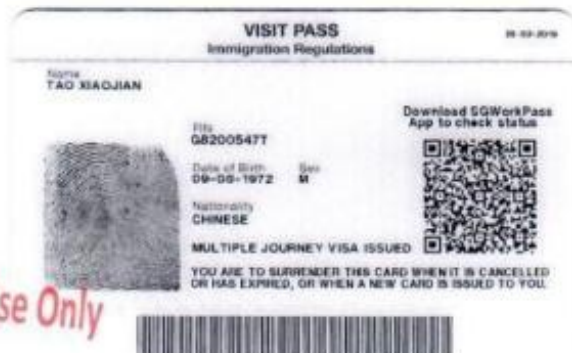 VISIT PASS
Immigration Regulations
Name
TAO XIAOJIAN
Download SGWorkPass
App to check status
FIN
G8200547T
Date of Birth Sex
1972 M
Nationality
CHINESE
MULTIPLE JOURNEY VISA ISSUED
YOU ARE TO SURRENDER THIS CARD WHEN IT IS CANCELLED
OR HAS EXPIRED, OR WHEN A NEW CARD IS ISSUED TO YOU.
se Only